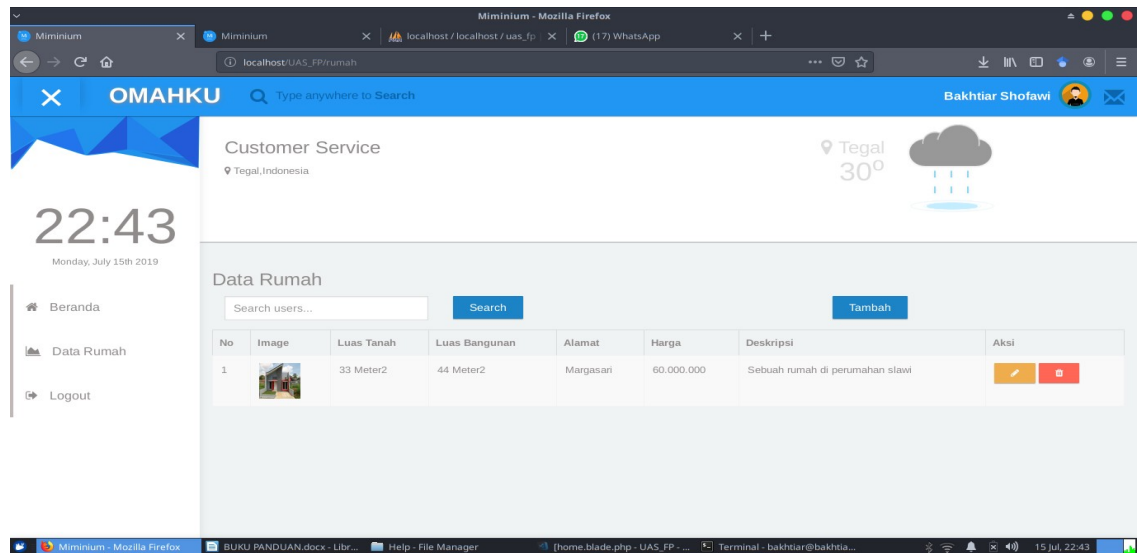 Miminium - Mozilla Firefox
Miminium
Miminium
localhost / localhost / uas_fp
(17) WhatsApp
localhost/UAS_FP/rumah
OMAHKU
Type anywhere to Search
Bakhtiar Shofawi
Customer Service
Tegal,Indonesia
Tegal
30°
22:43
Monday, July 15th 2019
Beranda
Data Rumah
Logout
Data Rumah
Search users...
Search
Tambah
No Image Luas Tanah Luas Bangunan Alamat Harga Deskripsi Aksi
1 33 Meter2 44 Meter2 Margasari 60.000.000 Sebuah rumah di perumahan slawi
Miminium - Mozilla Firefox
BUKU PANDUAN.docx - Libr...
Help - File Manager
[home.blade.php - UAS_FP - ...
Terminal - bakhtiar@bakhtia...
15 Jul, 22:43